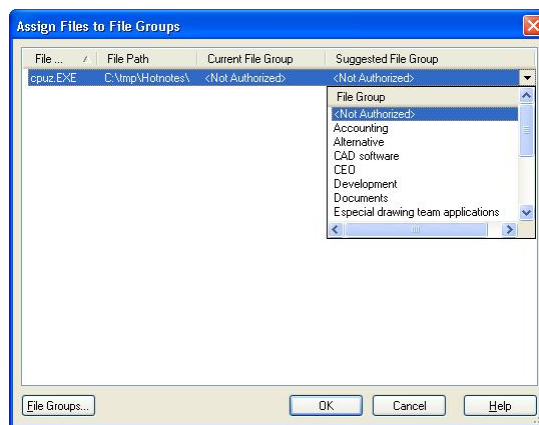 Assign Files to File Groups
File ... File Path Current File Group Suggested File Group
cpuz.EXE C:\tmp\Hotnotes\ <Not Authorized> <Not Authorized>
File Group
<Not Authorized>
Accounting
Alternative
CAD software
CEO
Development
Documents
Especial drawing team applications
File Groups... OK Cancel Help